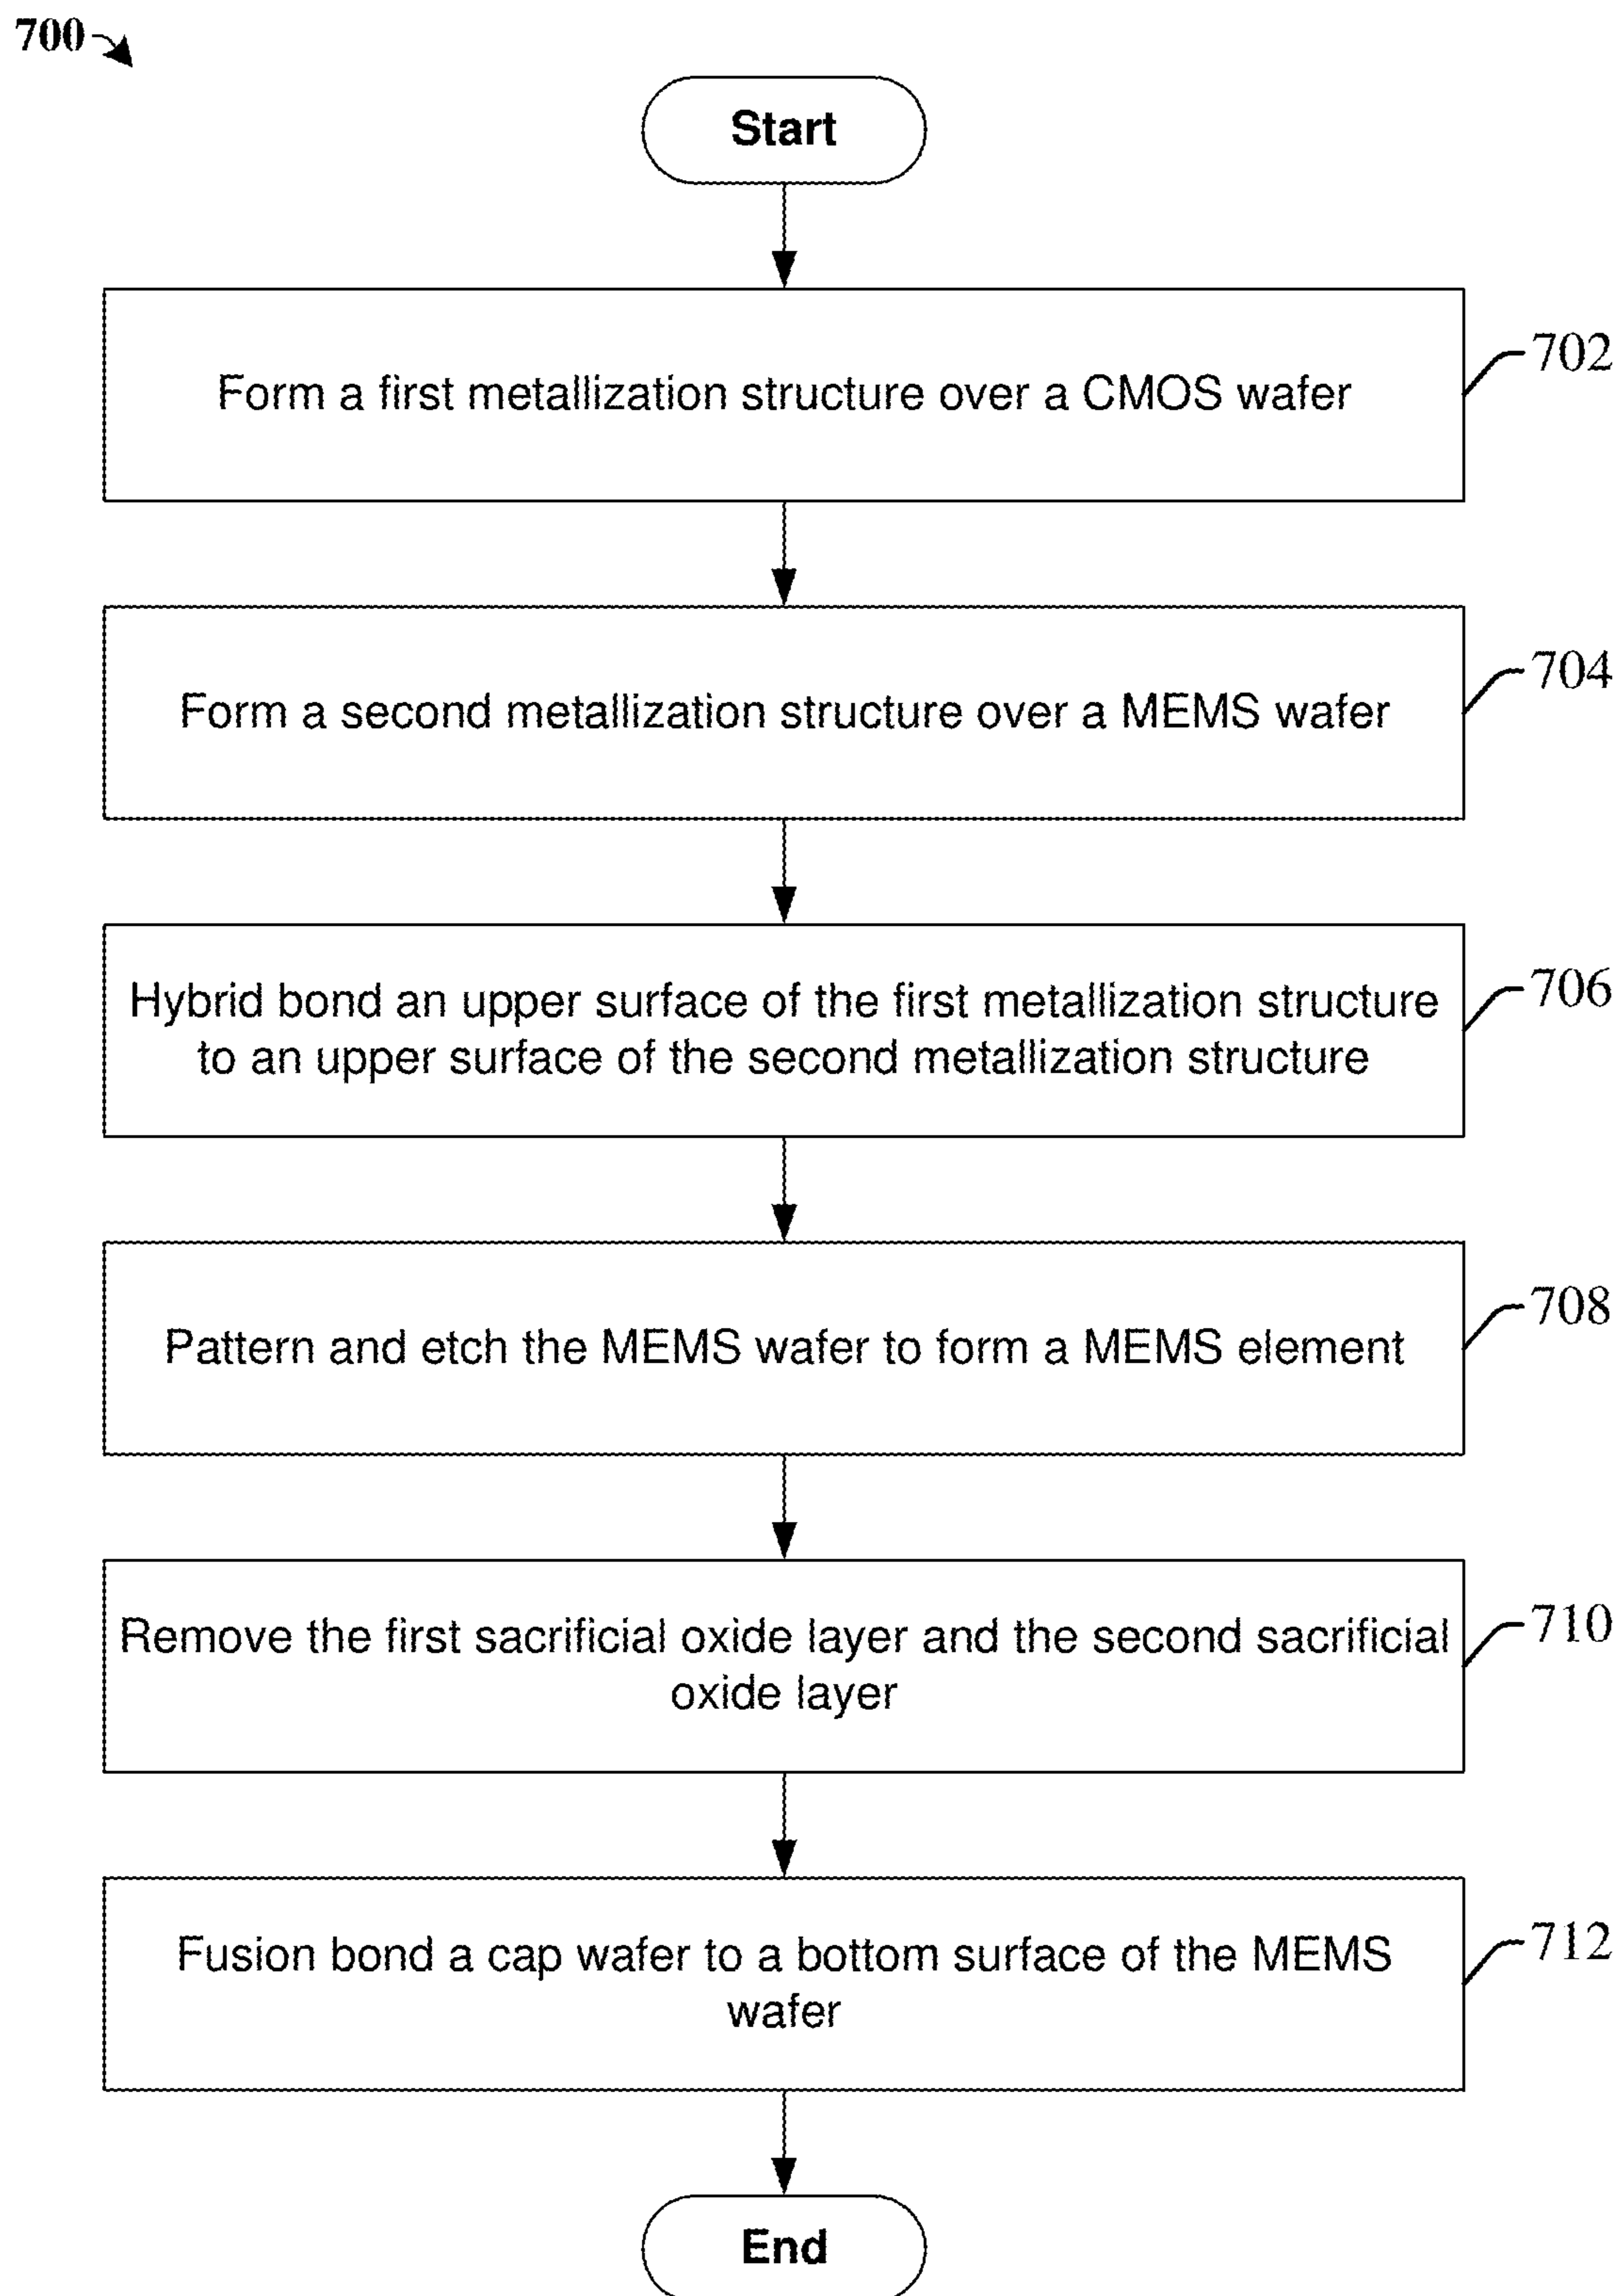 700
Start
Form a first metallization structure over a CMOS wafer
702
Form a second metallization structure over a MEMS wafer
704
Hybrid bond an upper surface of the first metallization structure
to an upper surface of the second metallization structure
706
Pattern and etch the MEMS wafer to form a MEMS element
708
Remove the first sacrificial oxide layer and the second sacrificial
oxide layer
710
Fusion bond a cap wafer to a bottom surface of the MEMS
wafer
712
End